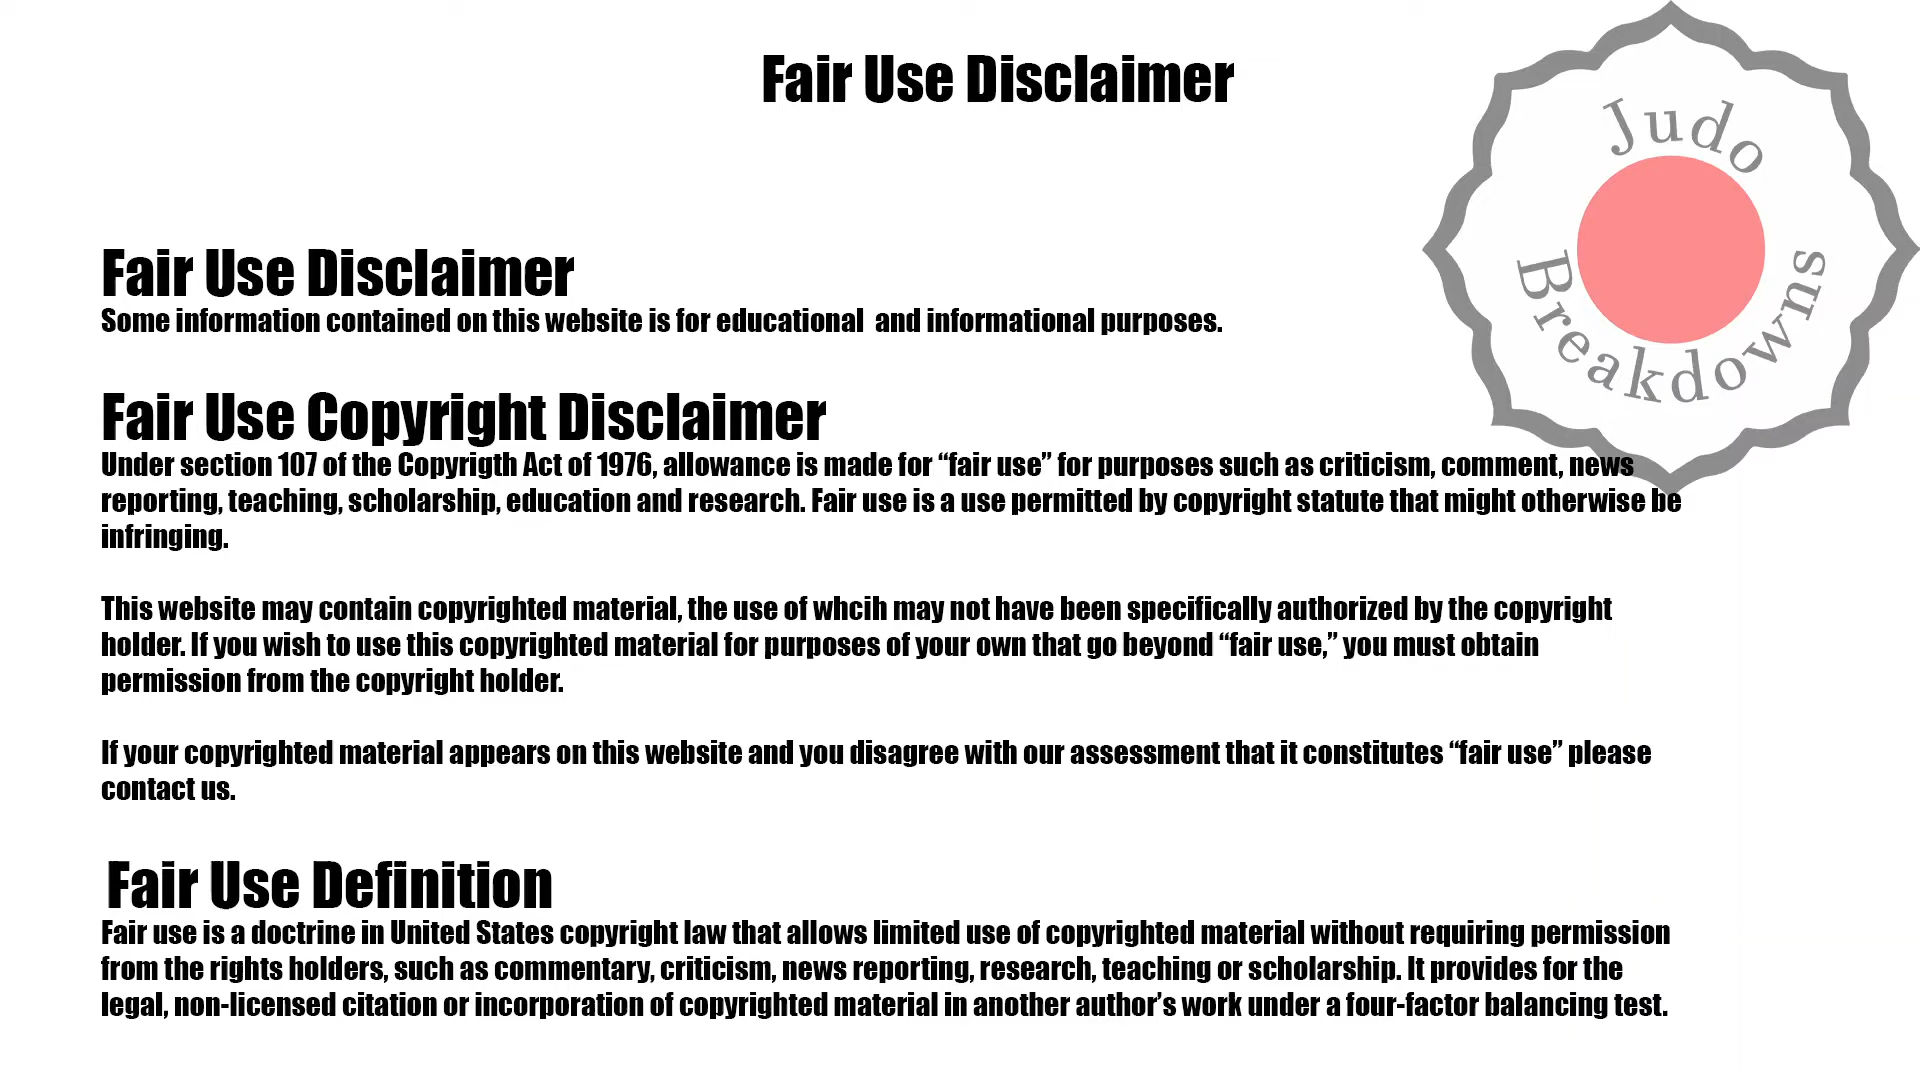 Fair Use Disclaimer
Judo
Breakdowns
Fair Use Disclaimer
Some information contained on this website is for educational  and informational purposes.
Fair Use Copyright Disclaimer
Under section 107 of the Copyrigth Act of 1976, allowance is made for “fair use” for purposes such as criticism, comment, news
reporting, teaching, scholarship, education and research. Fair use is a use permitted by copyright statute that might otherwise be
infringing.
This website may contain copyrighted material, the use of whcih may not have been specifically authorized by the copyright
holder. If you wish to use this copyrighted material for purposes of your own that go beyond “fair use,” you must obtain
permission from the copyright holder.
If your copyrighted material appears on this website and you disagree with our assessment that it constitutes “fair use” please
contact us.
Fair Use Definition
Fair use is a doctrine in United States copyright law that allows limited use of copyrighted material without requiring permission
from the rights holders, such as commentary, criticism, news reporting, research, teaching or scholarship. It provides for the
legal, non-licensed citation or incorporation of copyrighted material in another author’s work under a four-factor balancing test.